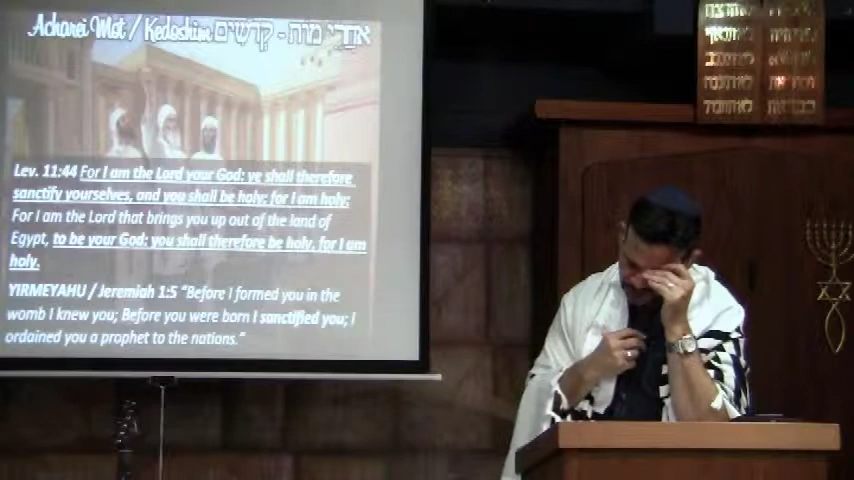 Acharei Mot / Kedoshim אחרי מות - קְדֹשִׁים
Lev. 11:44 For I am the Lord your God: ye shall therefore
sanctify yourselves, and you shall be holy; for I am holy:
For I am the Lord that brings you up out of the land of
Egypt, to be your God: you shall therefore be holy, for I am
holy.
YIRMEYAHU / Jeremiah 1:5 “Before I formed you in the
womb I knew you; Before you were born I sanctified you; I
ordained you a prophet to the nations.“